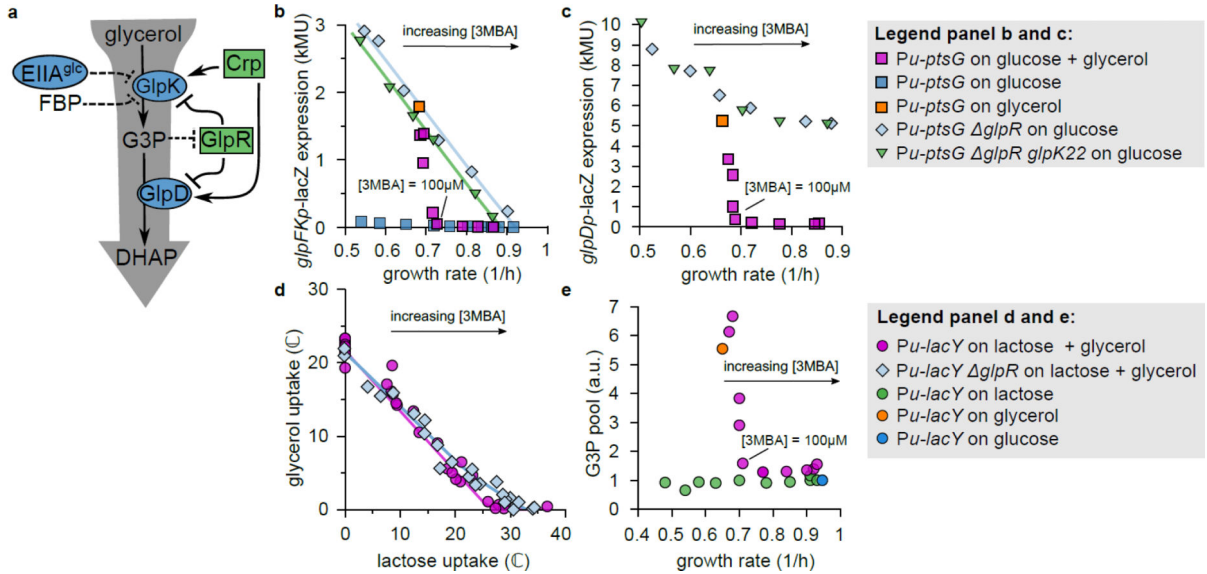 a
glycerol
EIIA^glc
Crp
GlpK
FBP
G3P
GlpR
GlpD
DHAP
b
increasing [3MBA]
glpFKp-lacZ expression (kMU)
3
2
1
0
[3MBA] = 100µM
0.5 0.6 0.7 0.8 0.9 1
growth rate (1/h)
c
increasing [3MBA]
glpDp-lacZ expression (kMU)
10
9
8
7
6
5
4
3
2
1
0
[3MBA] = 100µM
0.5 0.6 0.7 0.8 0.9
growth rate (1/h)
Legend panel b and c:
Pu-ptsG on glucose + glycerol
Pu-ptsG on glucose
Pu-ptsG on glycerol
Pu-ptsG ΔglpR on glucose
Pu-ptsG ΔglpR glpK22 on glucose
d
increasing [3MBA]
glycerol uptake (ℂ)
30
20
10
0
0 10 20 30 40
lactose uptake (ℂ)
e
G3P pool (a.u.)
7
6
5
4
3
2
1
0
increasing [3MBA]
[3MBA] = 100µM
0.4 0.5 0.6 0.7 0.8 0.9 1
growth rate (1/h)
Legend panel d and e:
Pu-lacY on lactose + glycerol
Pu-lacY ΔglpR on lactose + glycerol
Pu-lacY on lactose
Pu-lacY on glycerol
Pu-lacY on glucose